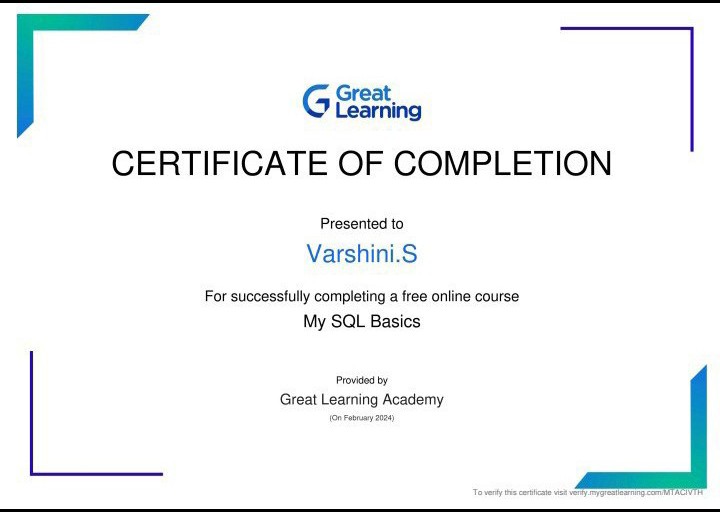 Great
Learning
CERTIFICATE OF COMPLETION
Presented to
Varshini.S
For successfully completing a free online course
My SQL Basics
Provided by
Great Learning Academy
(On February 2024)
To verify this certificate visit verify.mygreatlearning.com/MTACIVTH